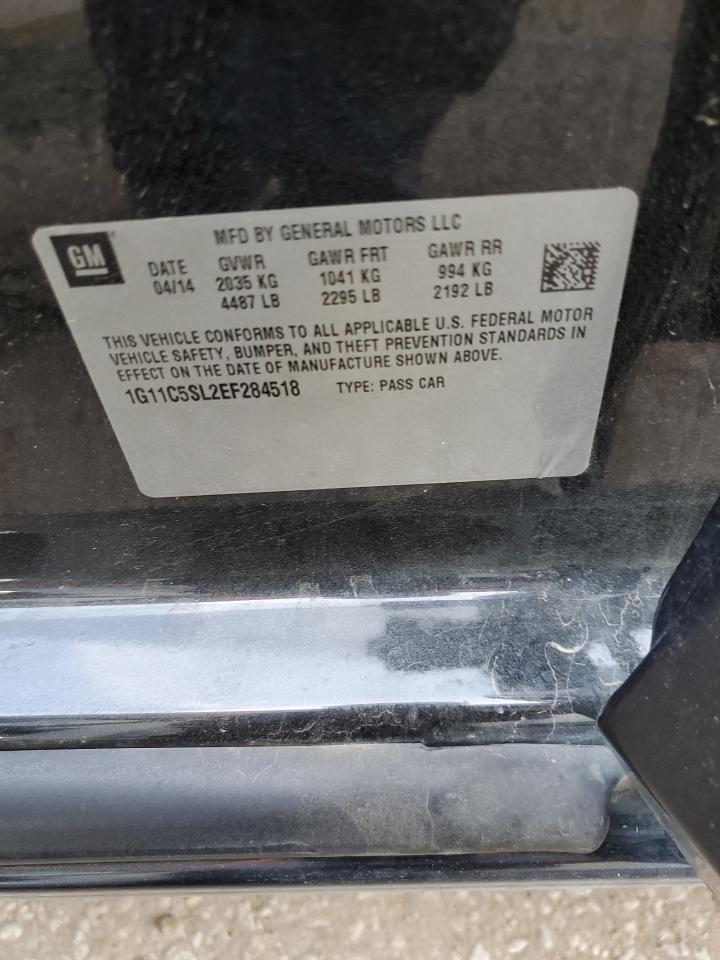 GM
MFD BY GENERAL MOTORS LLC
DATE GVWR GAWR FRT GAWR RR
04/14 2035 KG 1041 KG 994 KG
4487 LB 2295 LB 2192 LB
THIS VEHICLE CONFORMS TO ALL APPLICABLE U.S. FEDERAL MOTOR
VEHICLE SAFETY, BUMPER, AND THEFT PREVENTION STANDARDS IN
EFFECT ON THE DATE OF MANUFACTURE SHOWN ABOVE.
1G11C5SL2EF284518 TYPE: PASS CAR